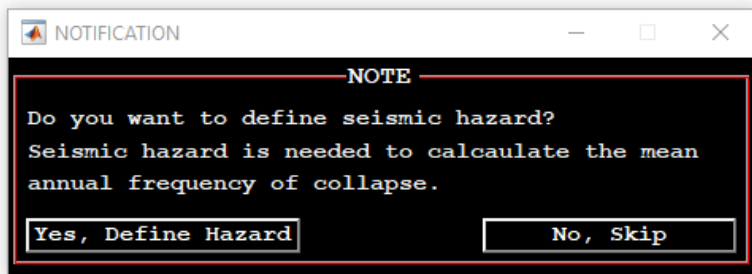 NOTIFICATION
NOTE
Do you want to define seismic hazard?
Seismic hazard is needed to calcaulate the mean
annual frequency of collapse.
Yes, Define Hazard
No, Skip